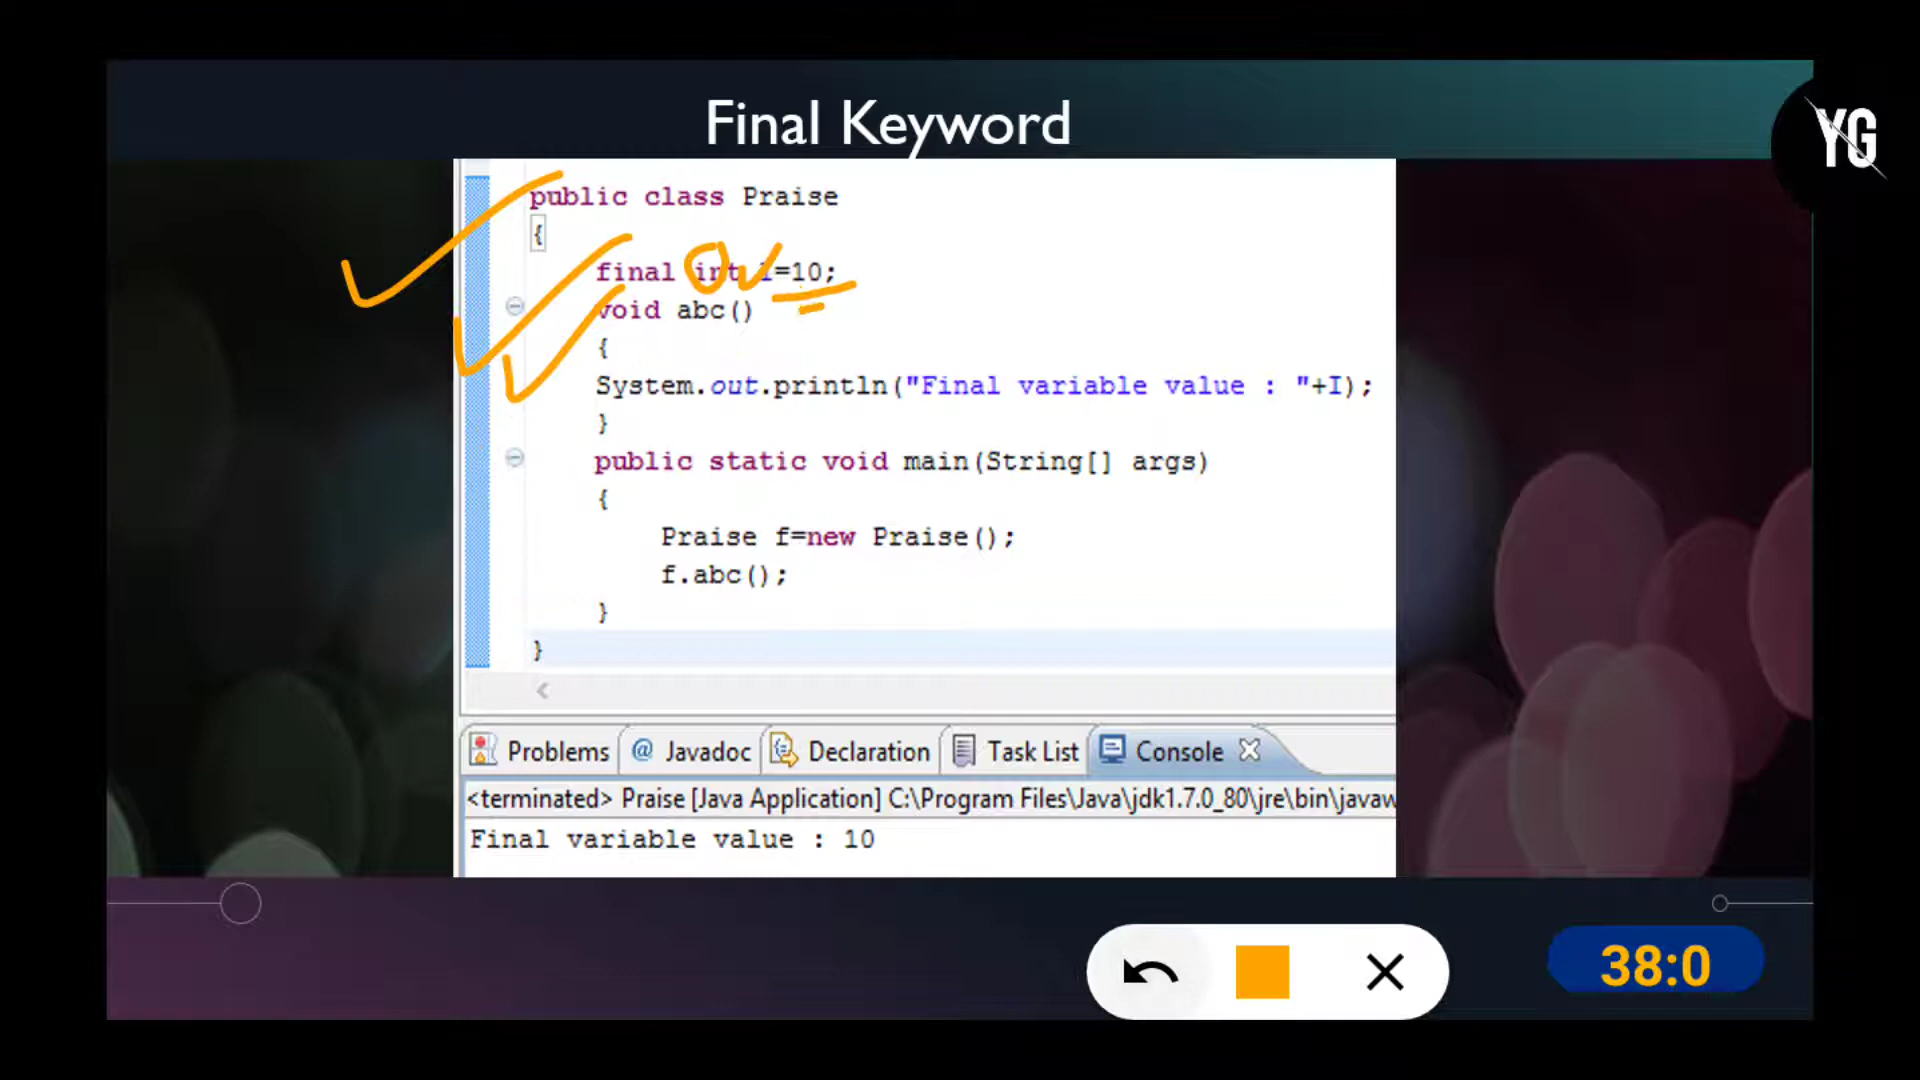 Final Keyword
YG
public class Praise
{
final int I=10;
void abc()
{
System.out.println("Final variable value : "+I);
}
public static void main(String[] args)
{
Praise f=new Praise();
f.abc();
}
}
Problems @ Javadoc Declaration Task List Console
<terminated> Praise [Java Application] C:\Program Files\Java\jdk1.7.0_80\jre\bin\javaw
Final variable value : 10
38:0